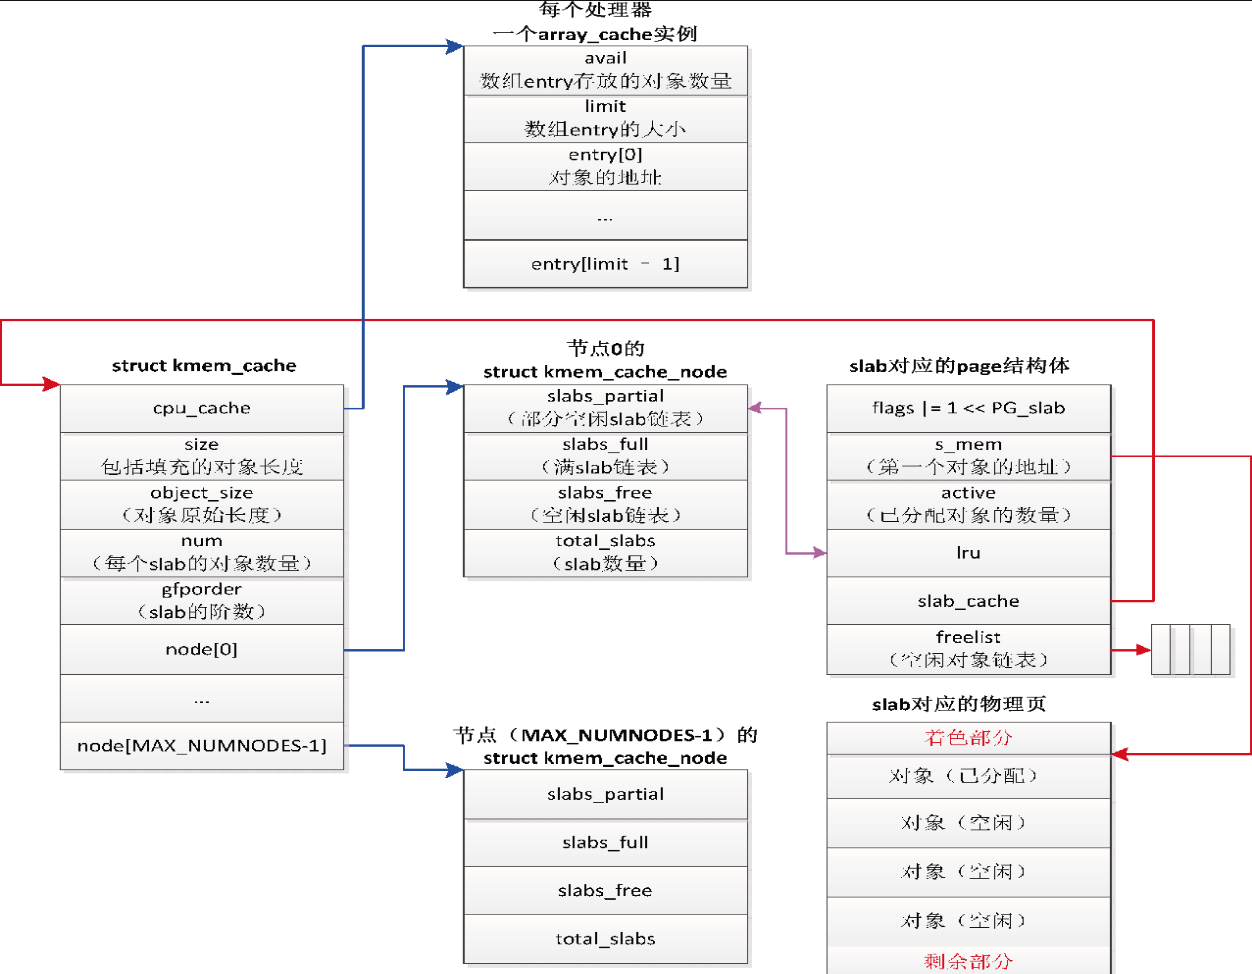 每个处理器
一个array_cache实例
avail
数组entry存放的对象数量
limit
数组entry的大小
entry[0]
对象的地址
...
entry[limit - 1]
struct kmem_cache
cpu_cache
size
包括填充的对象长度
object_size
（对象原始长度）
num
（每个slab的对象数量）
gfporder
（slab的阶数）
node[0]
...
node[MAX_NUMNODES-1]
节点0的
struct kmem_cache_node
slabs_partial
（部分空闲slab链表）
slabs_full
（满slab链表）
slabs_free
（空闲slab链表）
total_slabs
（slab数量）
节点（MAX_NUMNODES-1）的
struct kmem_cache_node
slabs_partial
slabs_full
slabs_free
total_slabs
slab对应的page结构体
flags |= 1 << PG_slab
s_mem
（第一个对象的地址）
active
（已分配对象的数量）
lru
slab_cache
freelist
（空闲对象链表）
slab对应的物理页
着色部分
对象（已分配）
对象（空闲）
对象（空闲）
对象（空闲）
剩余部分